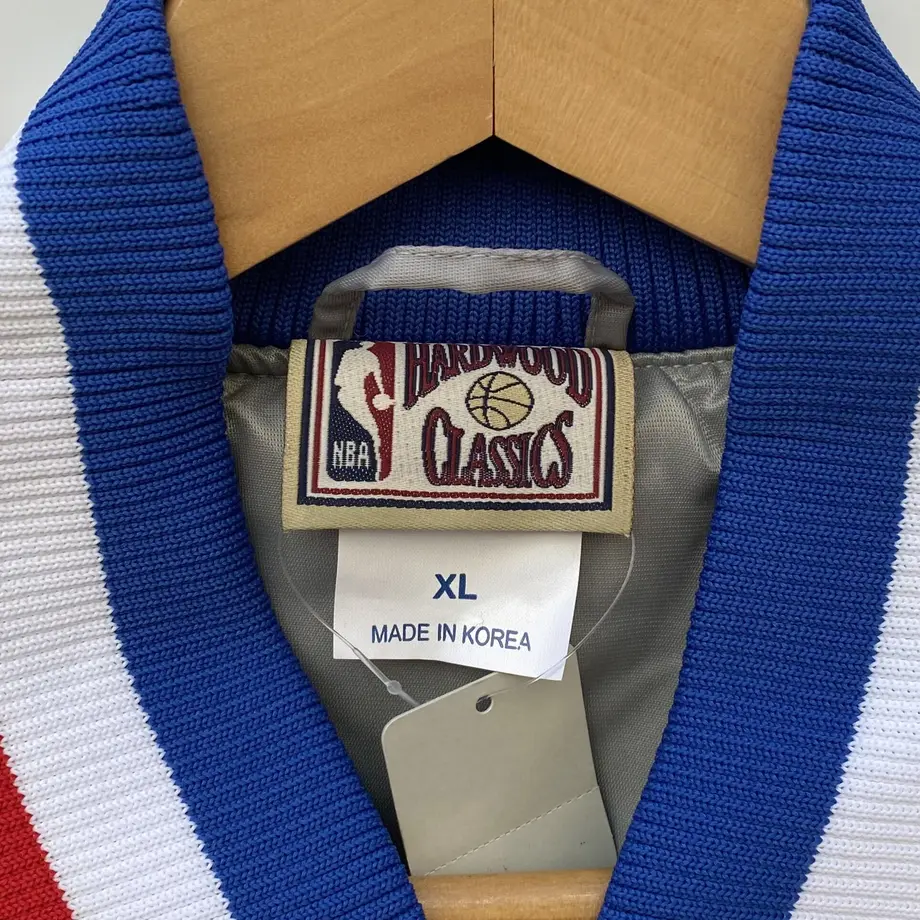 HARDWOOD
CLASSICS
NBA
XL
MADE IN KOREA